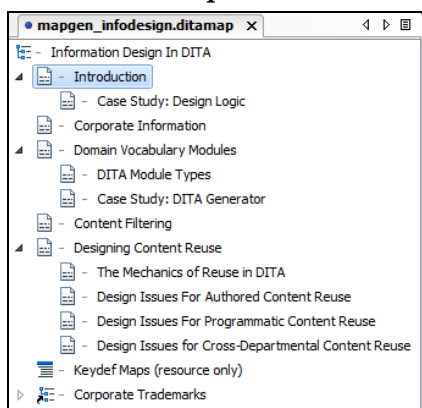 mapgen_infodesign.ditamap X
- Information Design In DITA
- Introduction
- Case Study: Design Logic
- Corporate Information
- Domain Vocabulary Modules
- DITA Module Types
- Case Study: DITA Generator
- Content Filtering
- Designing Content Reuse
- The Mechanics of Reuse in DITA
- Design Issues For Authored Content Reuse
- Design Issues For Programmatic Content Reuse
- Design Issues for Cross-Departmental Content Reuse
- Keydef Maps (resource only)
- Corporate Trademarks